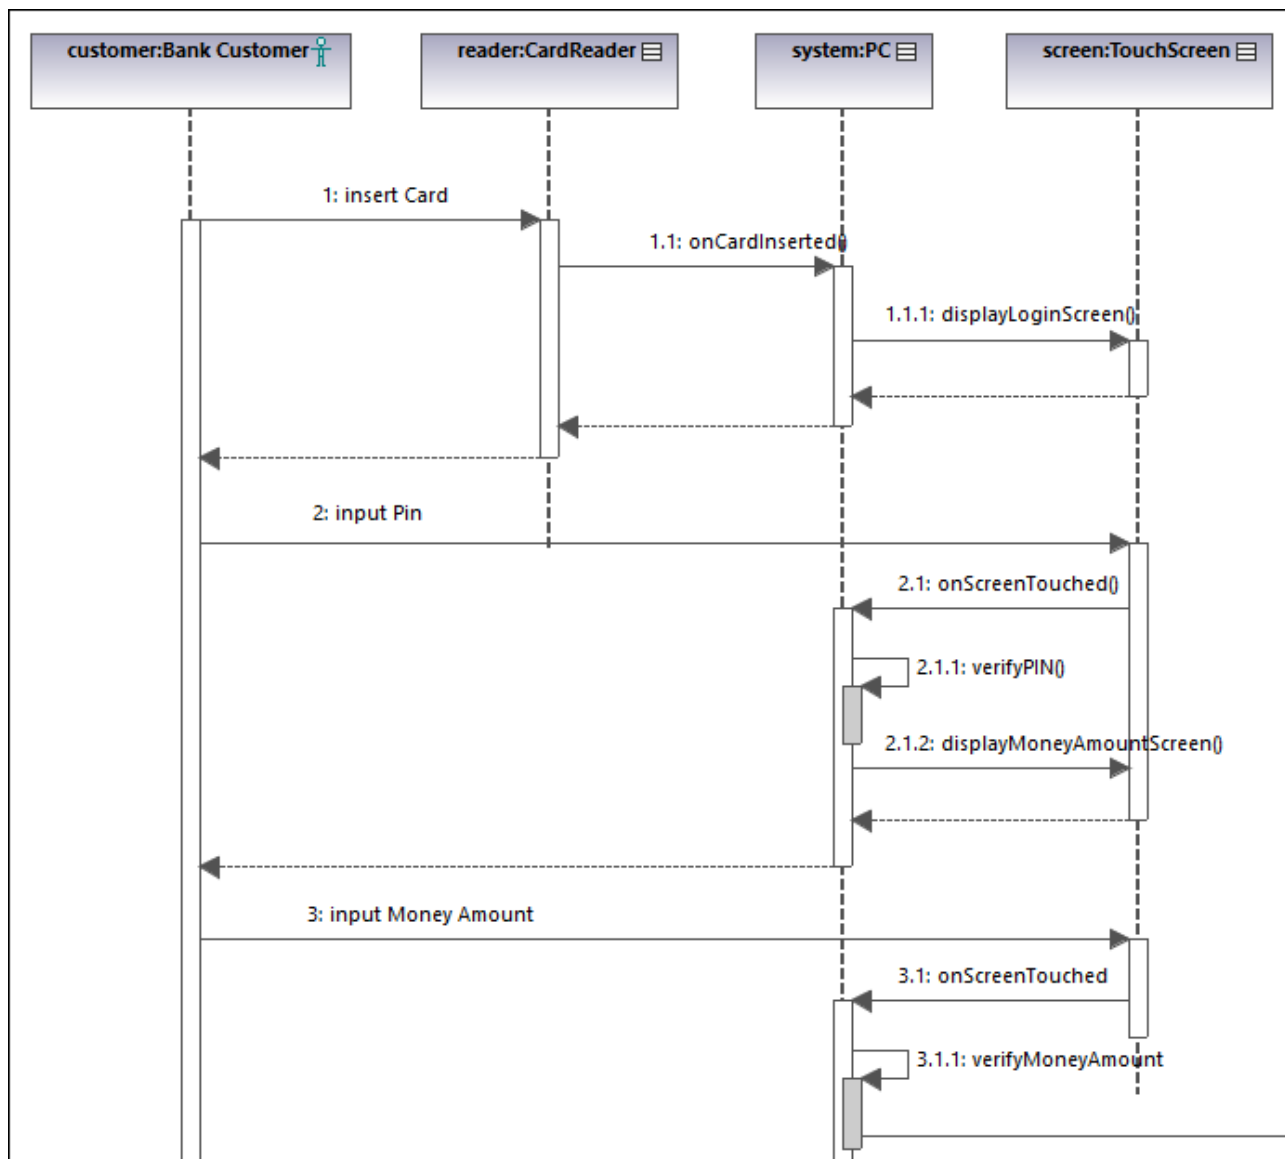 customer:Bank Customer
reader:CardReader
system:PC
screen:TouchScreen
1: insert Card
1.1: onCardInserted()
1.1.1: displayLoginScreen()
2: input Pin
2.1: onScreenTouched()
2.1.1: verifyPIN()
2.1.2: displayMoneyAmountScreen()
3: input Money Amount
3.1: onScreenTouched
3.1.1: verifyMoneyAmount